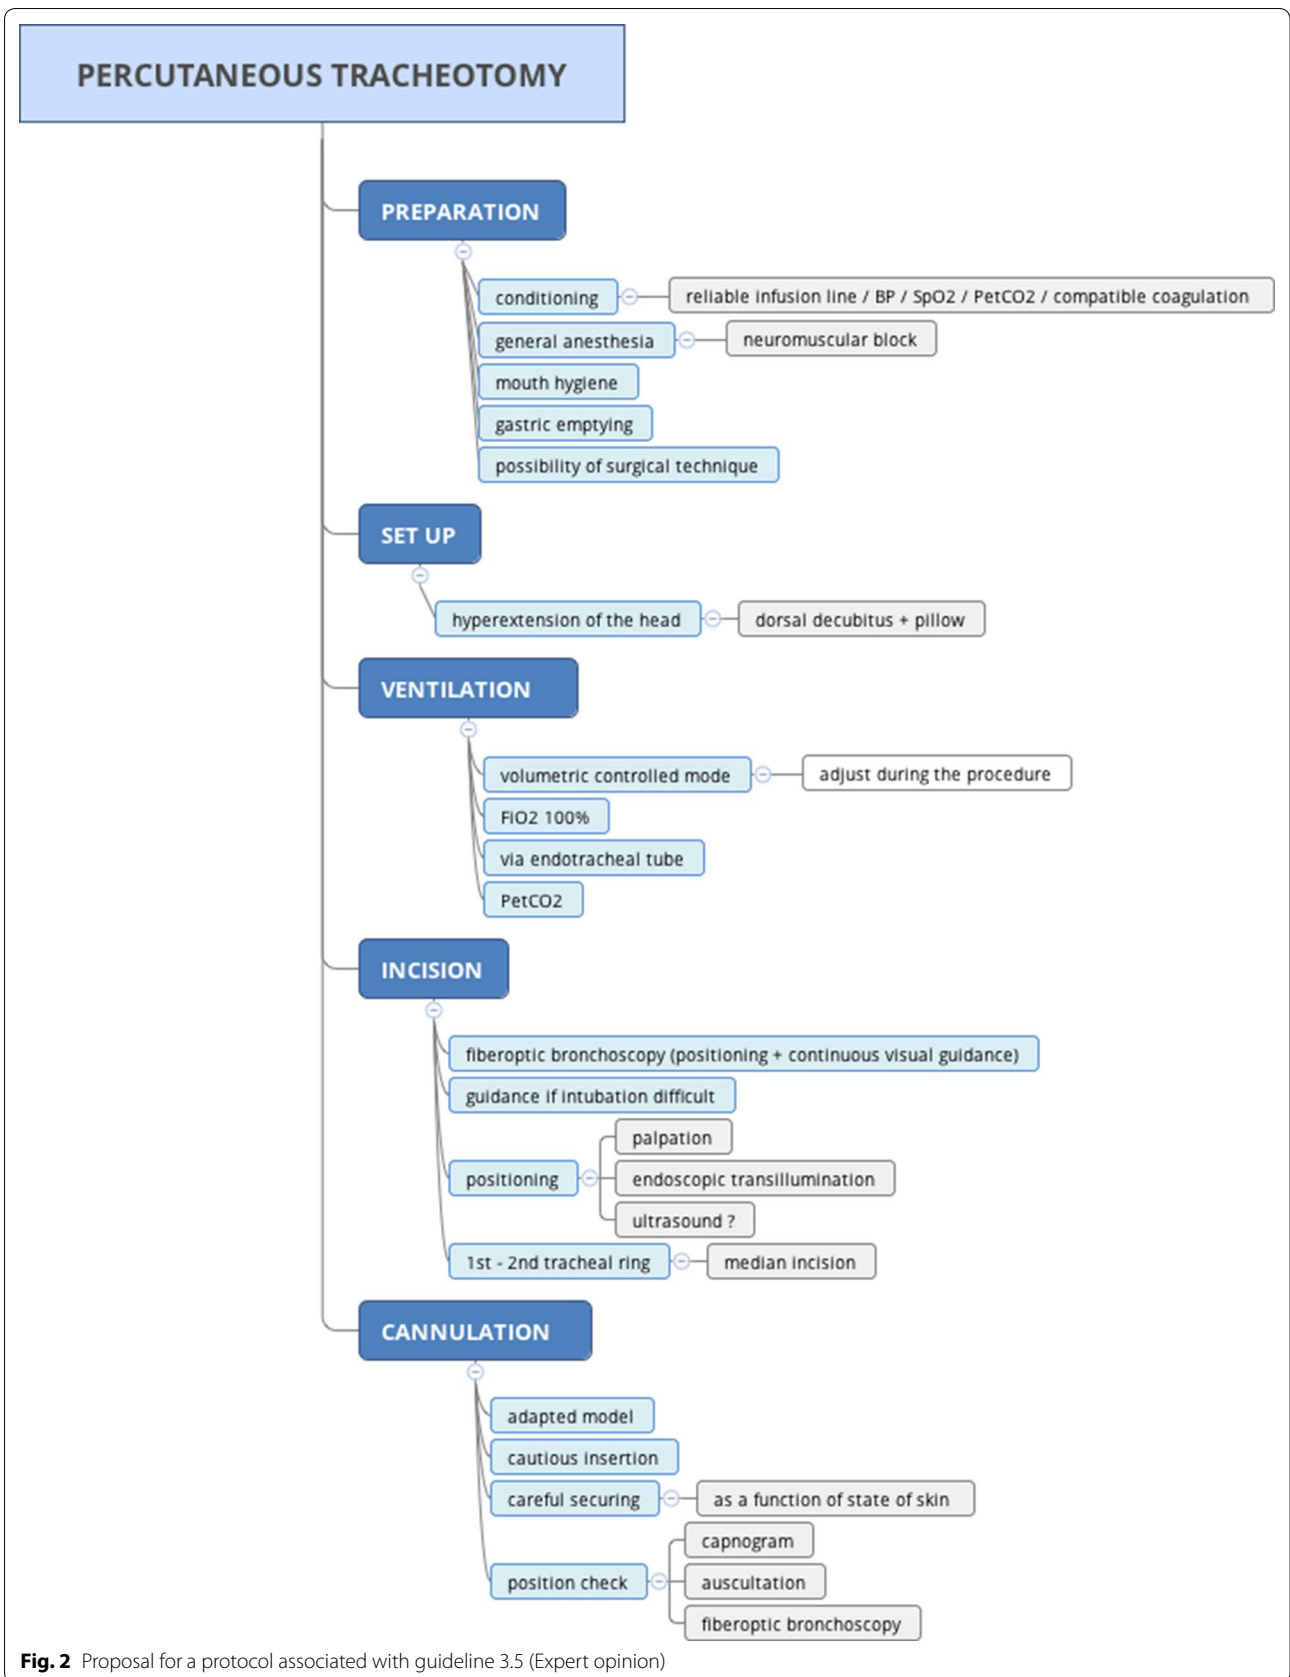 PERCUTANEOUS TRACHEOTOMY
PREPARATION
conditioning
reliable infusion line / BP / SpO2 / PetCO2 / compatible coagulation
general anesthesia
neuromuscular block
mouth hygiene
gastric emptying
possibility of surgical technique
SET UP
hyperextension of the head
dorsal decubitus + pillow
VENTILATION
volumetric controlled mode
adjust during the procedure
FiO2 100%
via endotracheal tube
PetCO2
INCISION
fiberoptic bronchoscopy (positioning + continuous visual guidance)
guidance if intubation difficult
positioning
palpation
endoscopic transillumination
ultrasound ?
1st - 2nd tracheal ring
median incision
CANNULATION
adapted model
cautious insertion
careful securing
as a function of state of skin
position check
capnogram
auscultation
fiberoptic bronchoscopy
Fig. 2 Proposal for a protocol associated with guideline 3.5 (Expert opinion)